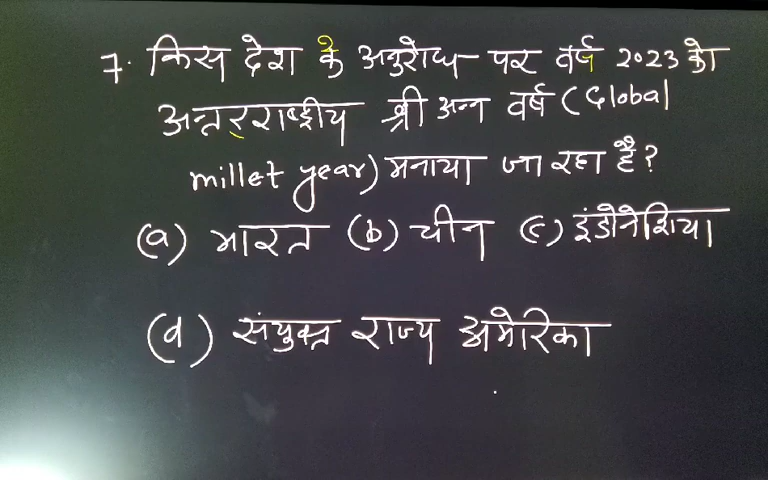 7. किस देश के अनुरोध पर वर्ष 2023 को
अन्तरराष्ट्रीय श्री अन्न वर्ष (Global
millet year) मनाया जा रहा है?
(a) भारत (b) चीन (c) इंडोनेशिया
(d) संयुक्त राज्य अमेरिका